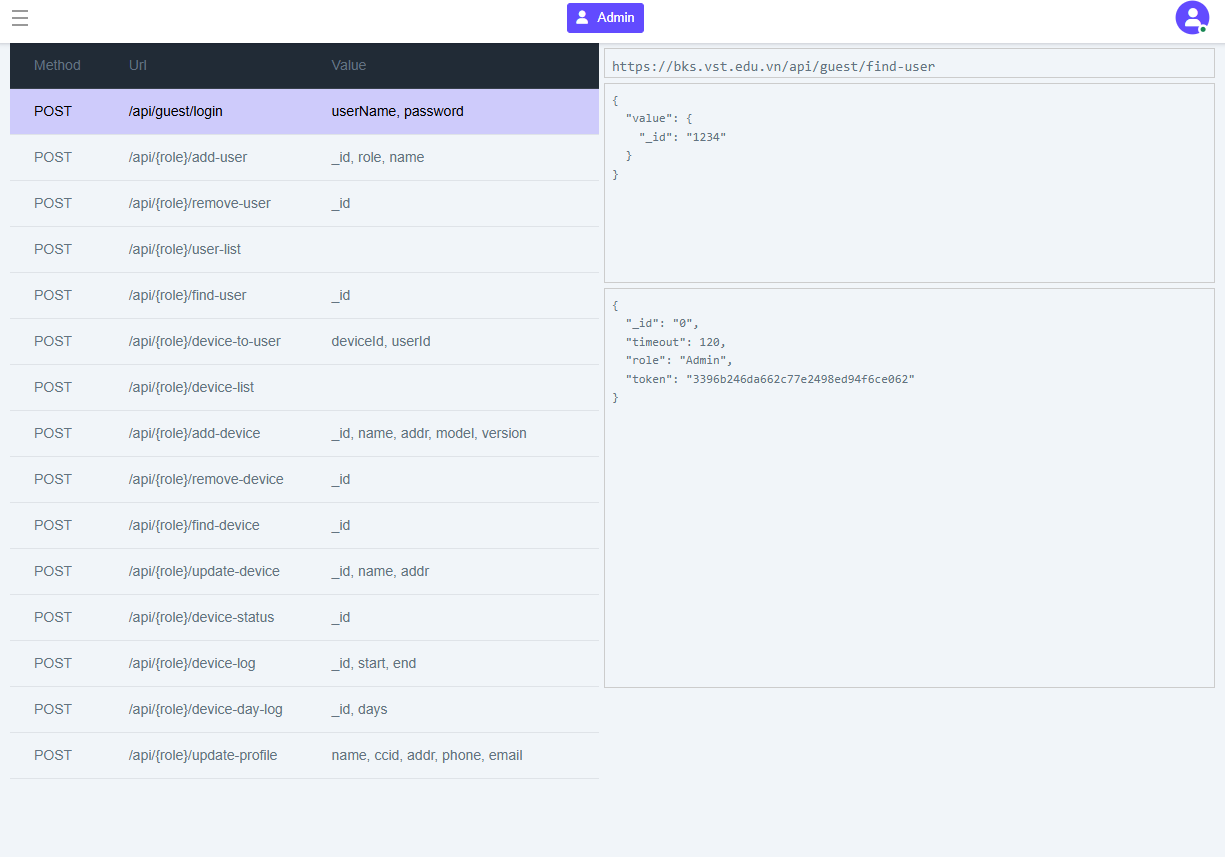 Admin
Method Url Value
POST /api/guest/login userName, password
POST /api/{role}/add-user _id, role, name
POST /api/{role}/remove-user _id
POST /api/{role}/user-list
POST /api/{role}/find-user _id
POST /api/{role}/device-to-user deviceId, userId
POST /api/{role}/device-list
POST /api/{role}/add-device _id, name, addr, model, version
POST /api/{role}/remove-device _id
POST /api/{role}/find-device _id
POST /api/{role}/update-device _id, name, addr
POST /api/{role}/device-status _id
POST /api/{role}/device-log _id, start, end
POST /api/{role}/device-day-log _id, days
POST /api/{role}/update-profile name, ccid, addr, phone, email
https://bks.vst.edu.vn/api/guest/find-user
{
  "value": {
    "_id": "1234"
  }
}
{
  "_id": "0",
  "timeout": 120,
  "role": "Admin",
  "token": "3396b246da662c77e2498ed94f6ce062"
}